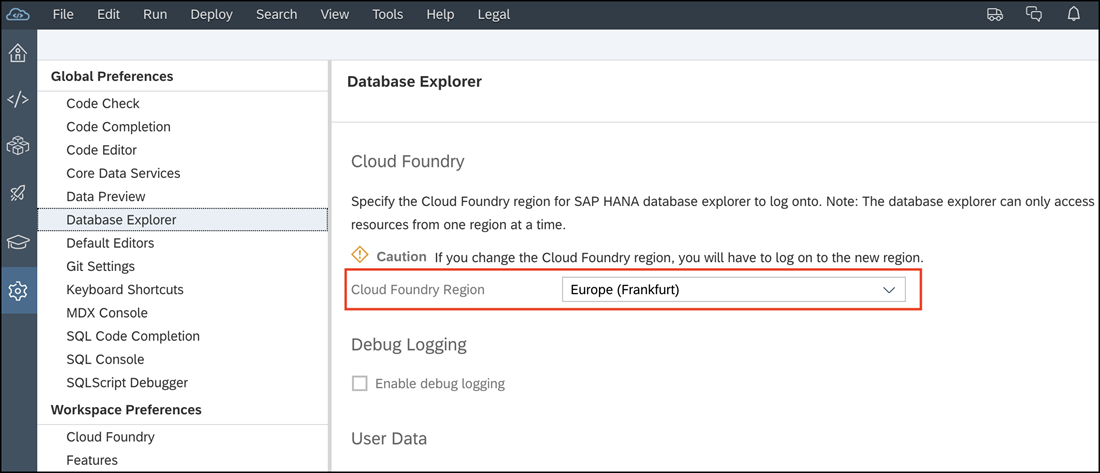 File Edit Run Deploy Search View Tools Help Legal
Global Preferences
Code Check
Code Completion
Code Editor
Core Data Services
Data Preview
Database Explorer
Default Editors
Git Settings
Keyboard Shortcuts
MDX Console
SQL Code Completion
SQL Console
SQLScript Debugger
Workspace Preferences
Cloud Foundry
Features
Database Explorer
Cloud Foundry
Specify the Cloud Foundry region for SAP HANA database explorer to log onto. Note: The database explorer can only access
resources from one region at a time.
Caution If you change the Cloud Foundry region, you will have to log on to the new region.
Cloud Foundry Region Europe (Frankfurt)
Debug Logging
Enable debug logging
User Data